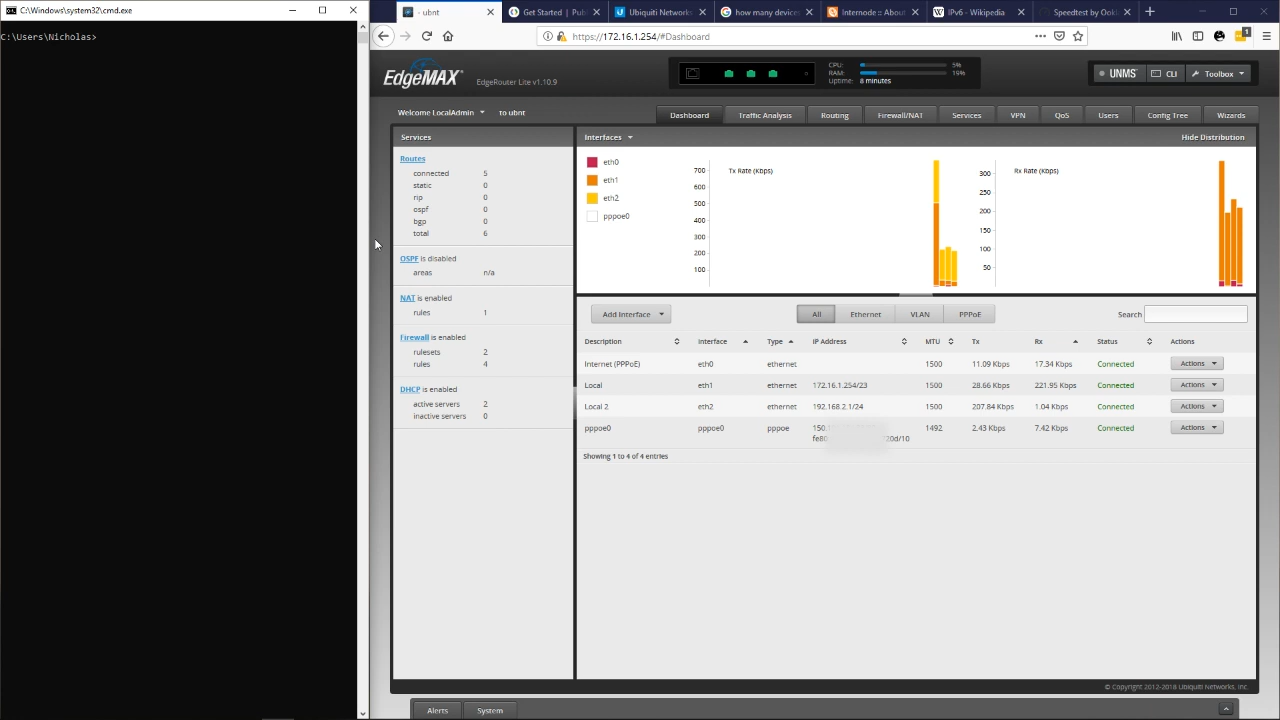 C:\Windows\system32\cmd.exe
C:\Users\Nicholas>
- ubnt
Get Started | Pub
Ubiquiti Networks
how many devices
Internode :: About
IPv6 - Wikipedia
Speedtest by Ookl
https://172.16.1.254/#Dashboard
1
EdgeMAX
EdgeRouter Lite v1.10.9
CPU: 5%
RAM: 19%
Uptime: 8 minutes
UNMS
CLI
Toolbox
Welcome LocalAdmin to ubnt
Dashboard
Traffic Analysis
Routing
Firewall/NAT
Services
VPN
QoS
Users
Config Tree
Wizards
Services
Routes
connected 5
static 0
rip 0
ospf 0
bgp 0
total 6
OSPF is disabled
areas n/a
NAT is enabled
rules 1
Firewall is enabled
rulesets 2
rules 4
DHCP is enabled
active servers 2
inactive servers 0
Interfaces
Hide Distribution
eth0
eth1
eth2
pppoe0
Tx Rate (Kbps)
700
600
500
400
300
200
100
Rx Rate (Kbps)
300
250
200
150
100
50
Add Interface
All
Ethernet
VLAN
PPPoE
Search
Description Interface Type IP Address MTU Tx Rx Status Actions
Internet (PPPoE) eth0 ethernet 1500 11.09 Kbps 17.34 Kbps Connected Actions
Local eth1 ethernet 172.16.1.254/23 1500 28.66 Kbps 221.95 Kbps Connected Actions
Local 2 eth2 ethernet 192.168.2.1/24 1500 207.84 Kbps 1.04 Kbps Connected Actions
pppoe0 pppoe0 pppoe 150. 1492 2.43 Kbps 7.42 Kbps Connected Actions
fe80 20d/10
Showing 1 to 4 of 4 entries
© Copyright 2012-2018 Ubiquiti Networks, Inc.
Alerts
System